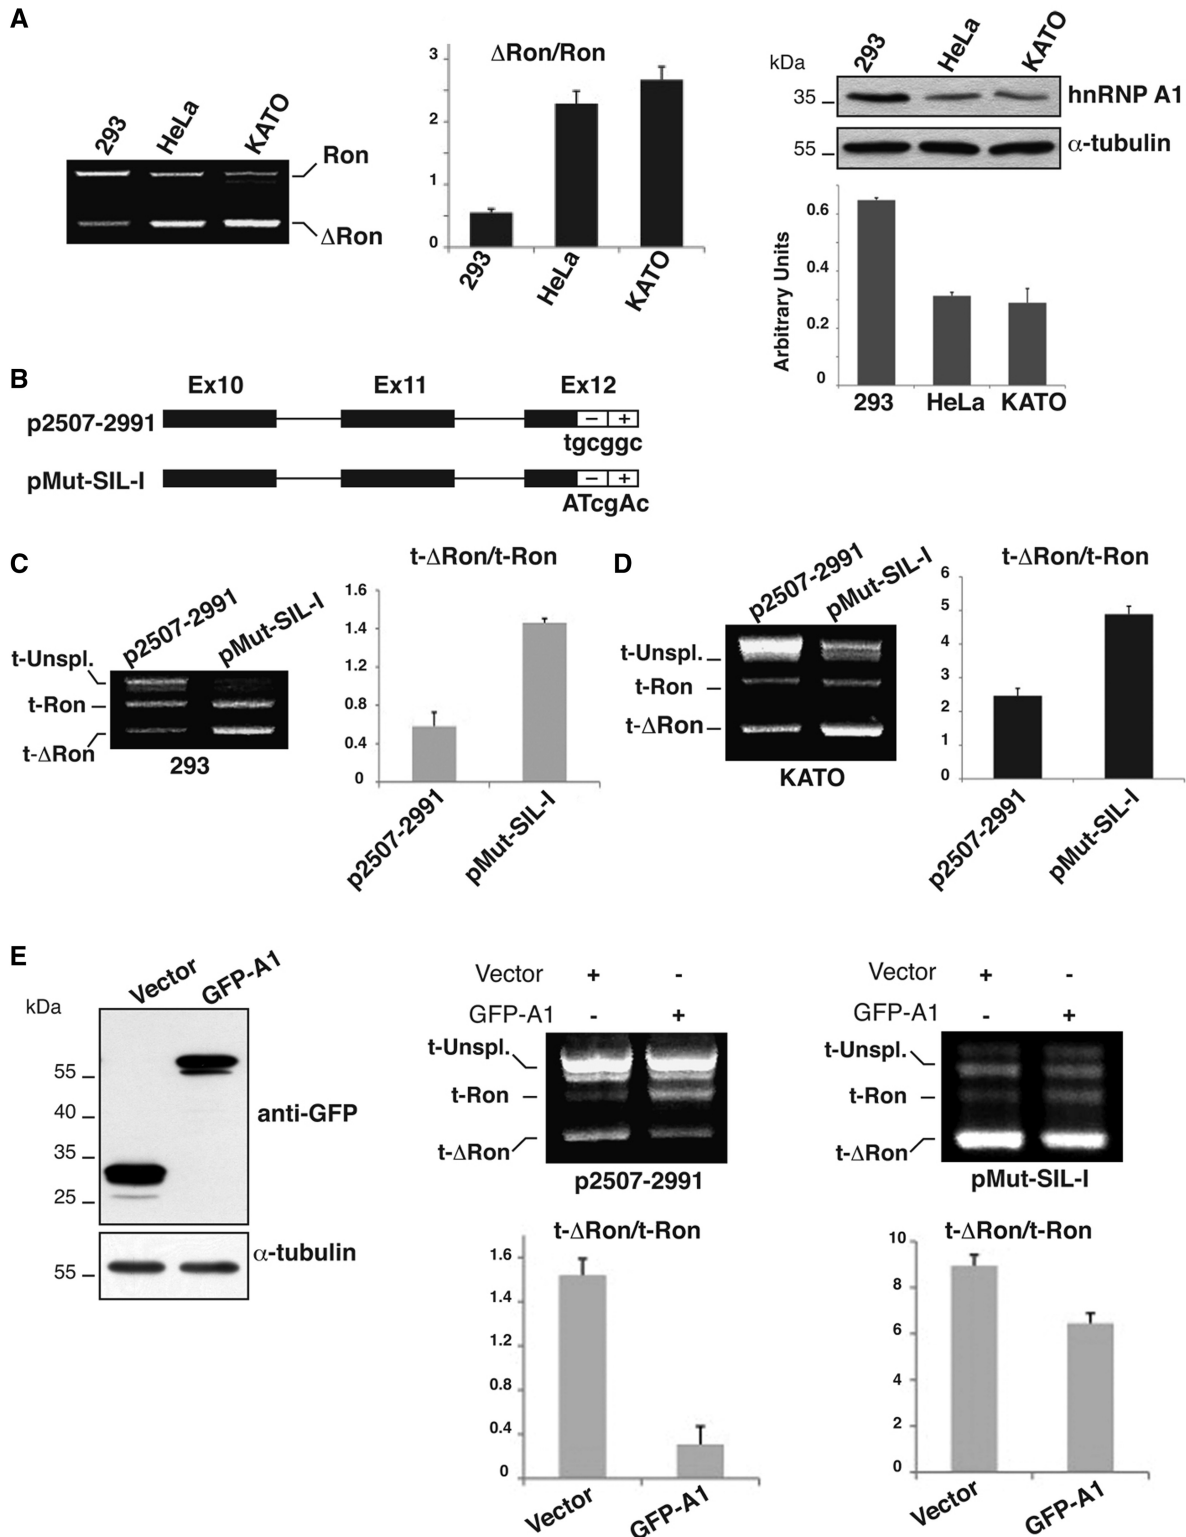 A
293
HeLa
KATO
Ron
ΔRon
ΔRon/Ron
3
2
1
0
293
HeLa
KATO
kDa
293
HeLa
KATO
35
hnRNP A1
55
α-tubulin
Arbitrary Units
0.6
0.4
0.2
0
293 HeLa KATO
B
Ex10 Ex11 Ex12
p2507-2991
− +
tgcggc
pMut-SIL-I
− +
ATcgAc
C
p2507-2991
pMut-SIL-I
t-Unspl.
t-Ron
t-ΔRon
293
t-ΔRon/t-Ron
1.6
1.4
1.2
0.8
0.4
0
p2507-2991
pMut-SIL-I
D
p2507-2991
pMut-SIL-I
t-Unspl.
t-Ron
t-ΔRon
KATO
t-ΔRon/t-Ron
6
5
4
3
2
1
0
p2507-2991
pMut-SIL-I
E
Vector
GFP-A1
kDa
55
40
35
25
anti-GFP
55
α-tubulin
Vector + -
GFP-A1 - +
t-Unspl.
t-Ron
t-ΔRon
p2507-2991
t-ΔRon/t-Ron
1.6
1.4
1.2
0.8
0.4
0
Vector
GFP-A1
Vector + -
GFP-A1 - +
t-Unspl.
t-Ron
t-ΔRon
pMut-SIL-I
t-ΔRon/t-Ron
10
8
6
4
2
0
Vector
GFP-A1